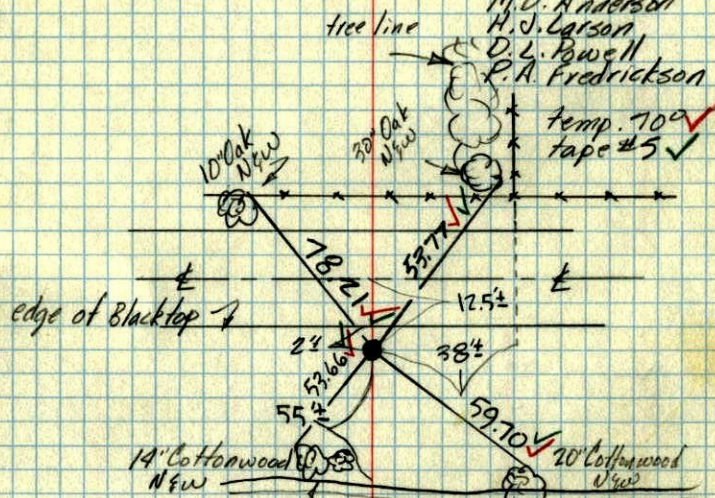 M. D. Anderson
tree line
H. J. Larson
D. L. Powell
P. A. Fredrickson
temp. 70°
tape #5
10" Oak
N&W
30" Oak
N&W
53.77
78.21
℄
℄
12.5'±
edge of Blacktop
2'±
38'±
53.66
55'±
59.70
14" Cottonwood
N&W
20" Cottonwood
N&W